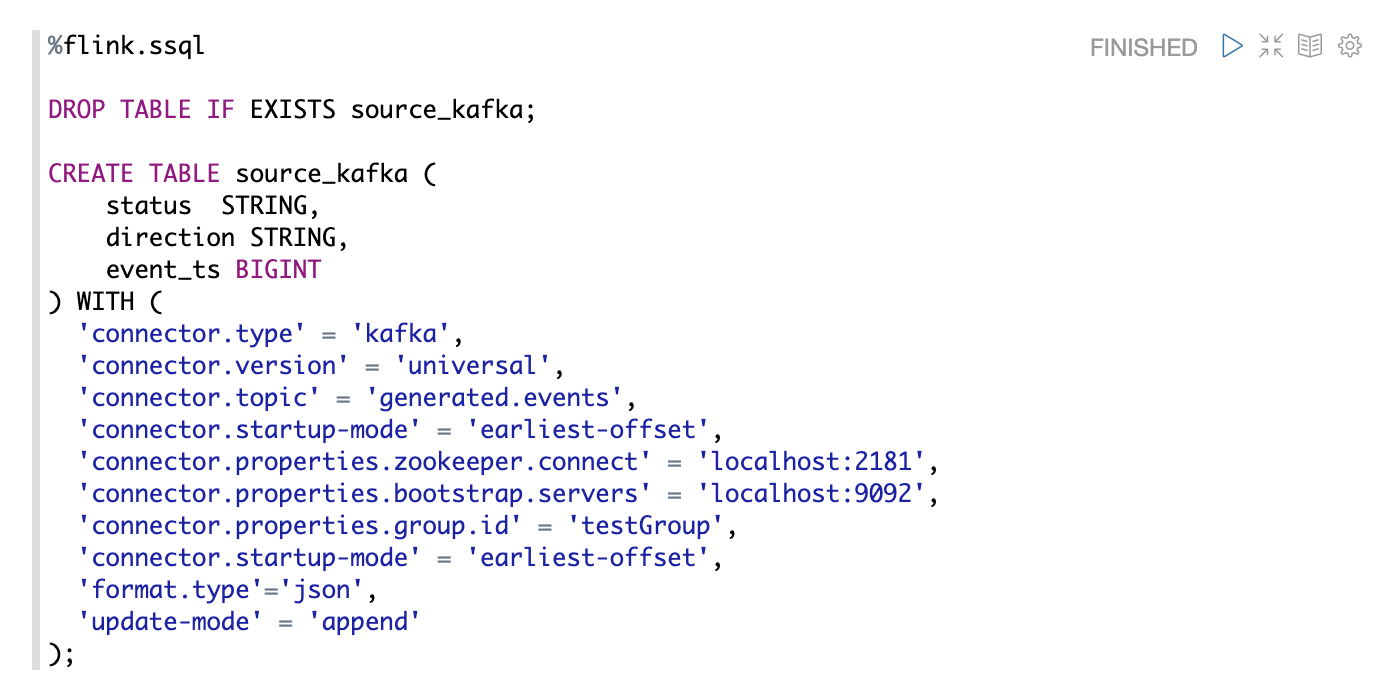 %flink.ssql
FINISHED
DROP TABLE IF EXISTS source_kafka;
CREATE TABLE source_kafka (
    status  STRING,
    direction STRING,
    event_ts BIGINT
) WITH (
  'connector.type' = 'kafka',
  'connector.version' = 'universal',
  'connector.topic' = 'generated.events',
  'connector.startup-mode' = 'earliest-offset',
  'connector.properties.zookeeper.connect' = 'localhost:2181',
  'connector.properties.bootstrap.servers' = 'localhost:9092',
  'connector.properties.group.id' = 'testGroup',
  'connector.startup-mode' = 'earliest-offset',
  'format.type'='json',
  'update-mode' = 'append'
);